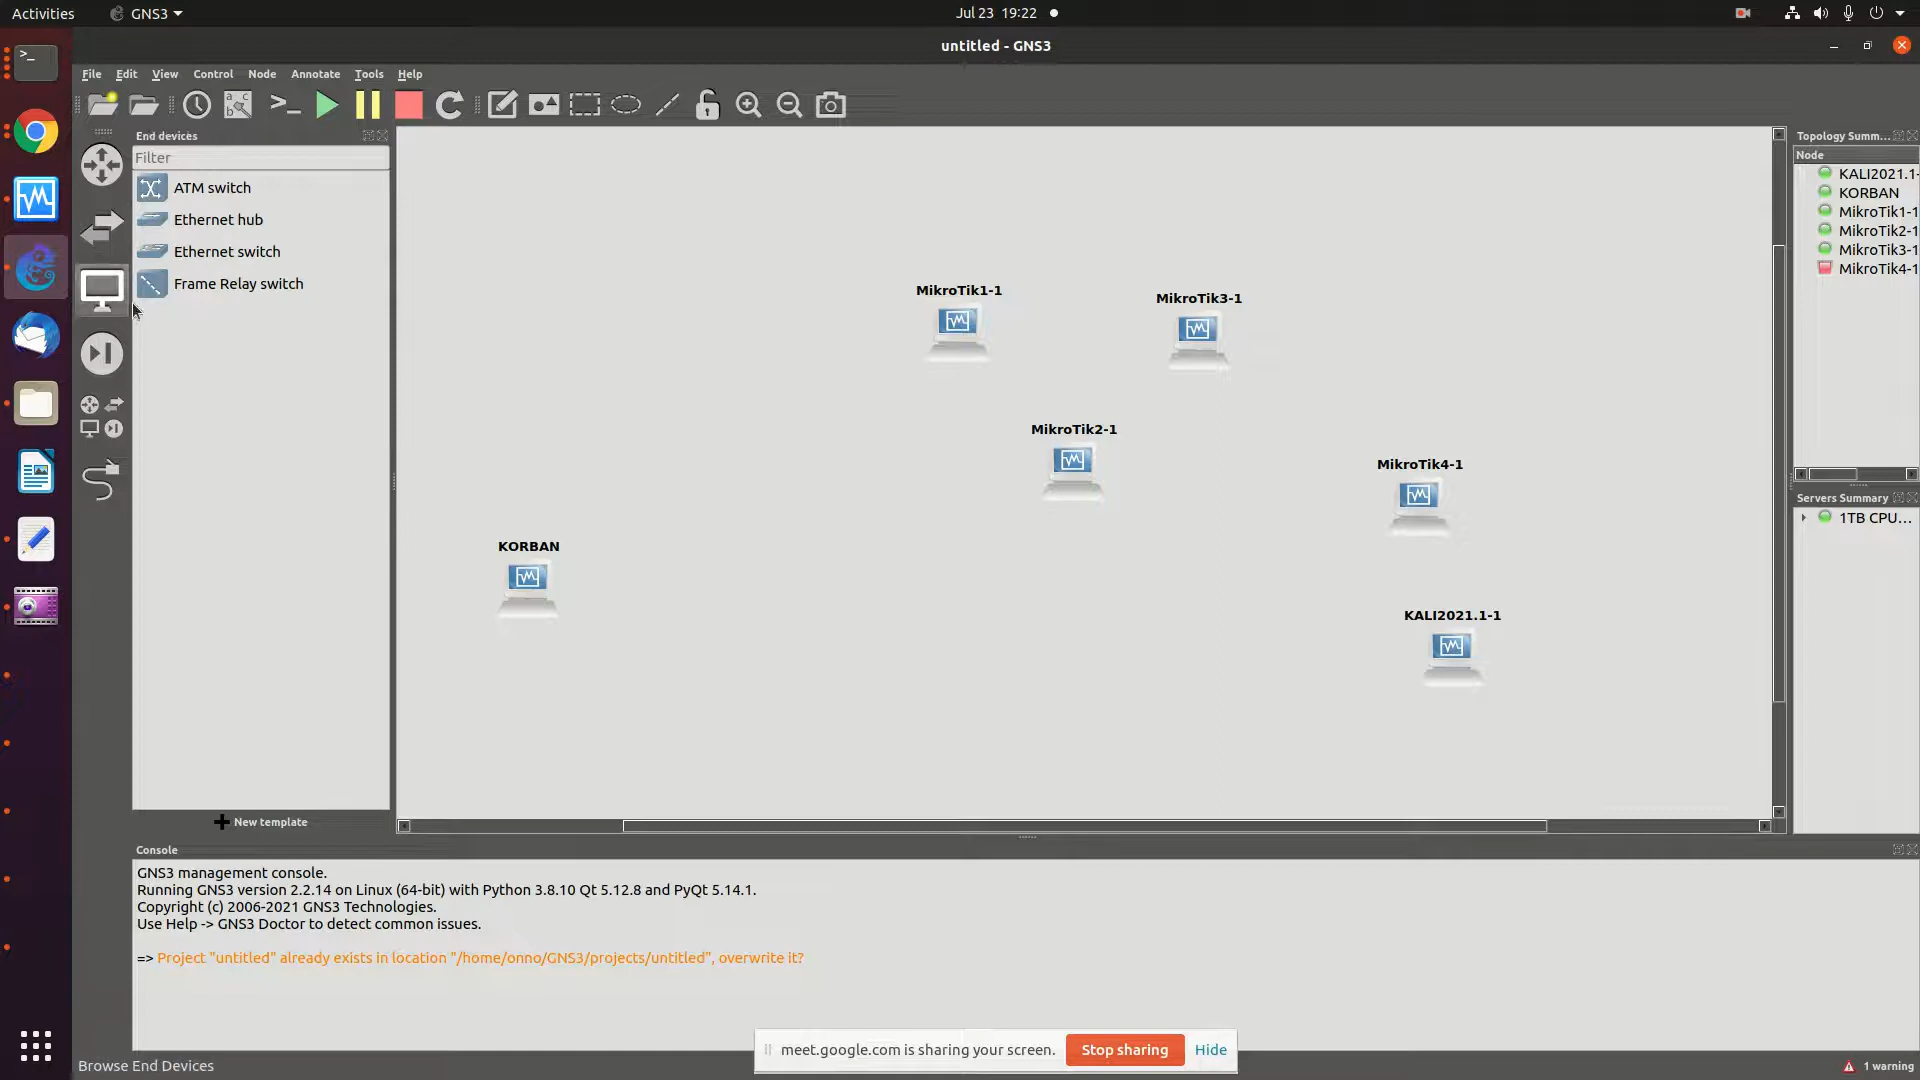 Activities
GNS3
Jul 23 19:22
untitled - GNS3
File Edit View Control Node Annotate Tools Help
End devices
Filter
ATM switch
Ethernet hub
Ethernet switch
Frame Relay switch
New template
MikroTik1-1
MikroTik3-1
MikroTik2-1
MikroTik4-1
KORBAN
KALI2021.1-1
Topology Summ...
Node
KALI2021.1-
KORBAN
MikroTik1-1
MikroTik2-1
MikroTik3-1
MikroTik4-1
Servers Summary
1TB CPU...
Console
GNS3 management console.
Running GNS3 version 2.2.14 on Linux (64-bit) with Python 3.8.10 Qt 5.12.8 and PyQt 5.14.1.
Copyright (c) 2006-2021 GNS3 Technologies.
Use Help -> GNS3 Doctor to detect common issues.
=> Project "untitled" already exists in location "/home/onno/GNS3/projects/untitled", overwrite it?
meet.google.com is sharing your screen.
Stop sharing
Hide
Browse End Devices
1 warning